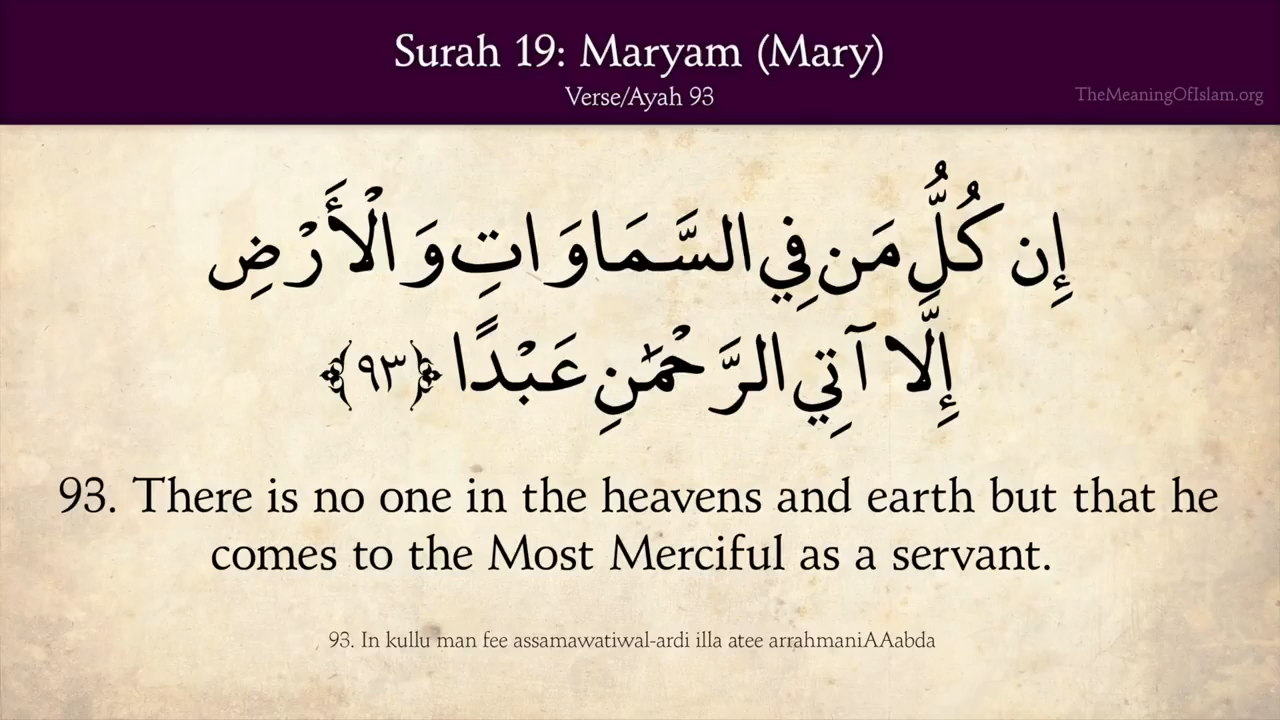 Surah 19: Maryam (Mary)
Verse/Ayah 93
TheMeaningOfIslam.org
إِن كُلُّ مَن فِي السَّمَاوَاتِ وَالْأَرْضِ
إِلَّا آتِي الرَّحْمَٰنِ عَبْدًا ﴿٩٣﴾
93. There is no one in the heavens and earth but that he
comes to the Most Merciful as a servant.
93. In kullu man fee assamawatiwal-ardi illa atee arrahmaniAAabda